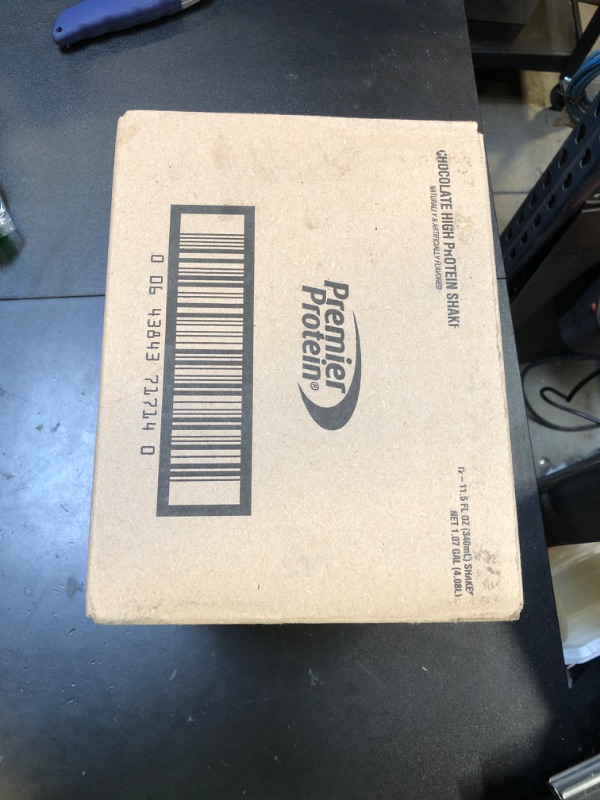 CHOCOLATE HIGH PROTEIN SHAKE
NATURALLY & ARTIFICIALLY FLAVORED
12 – 11.5 FL OZ (340mL) SHAKES
NET 1.07 GAL (4.08L)
Premier
Protein®
0 06 43843 71714 0